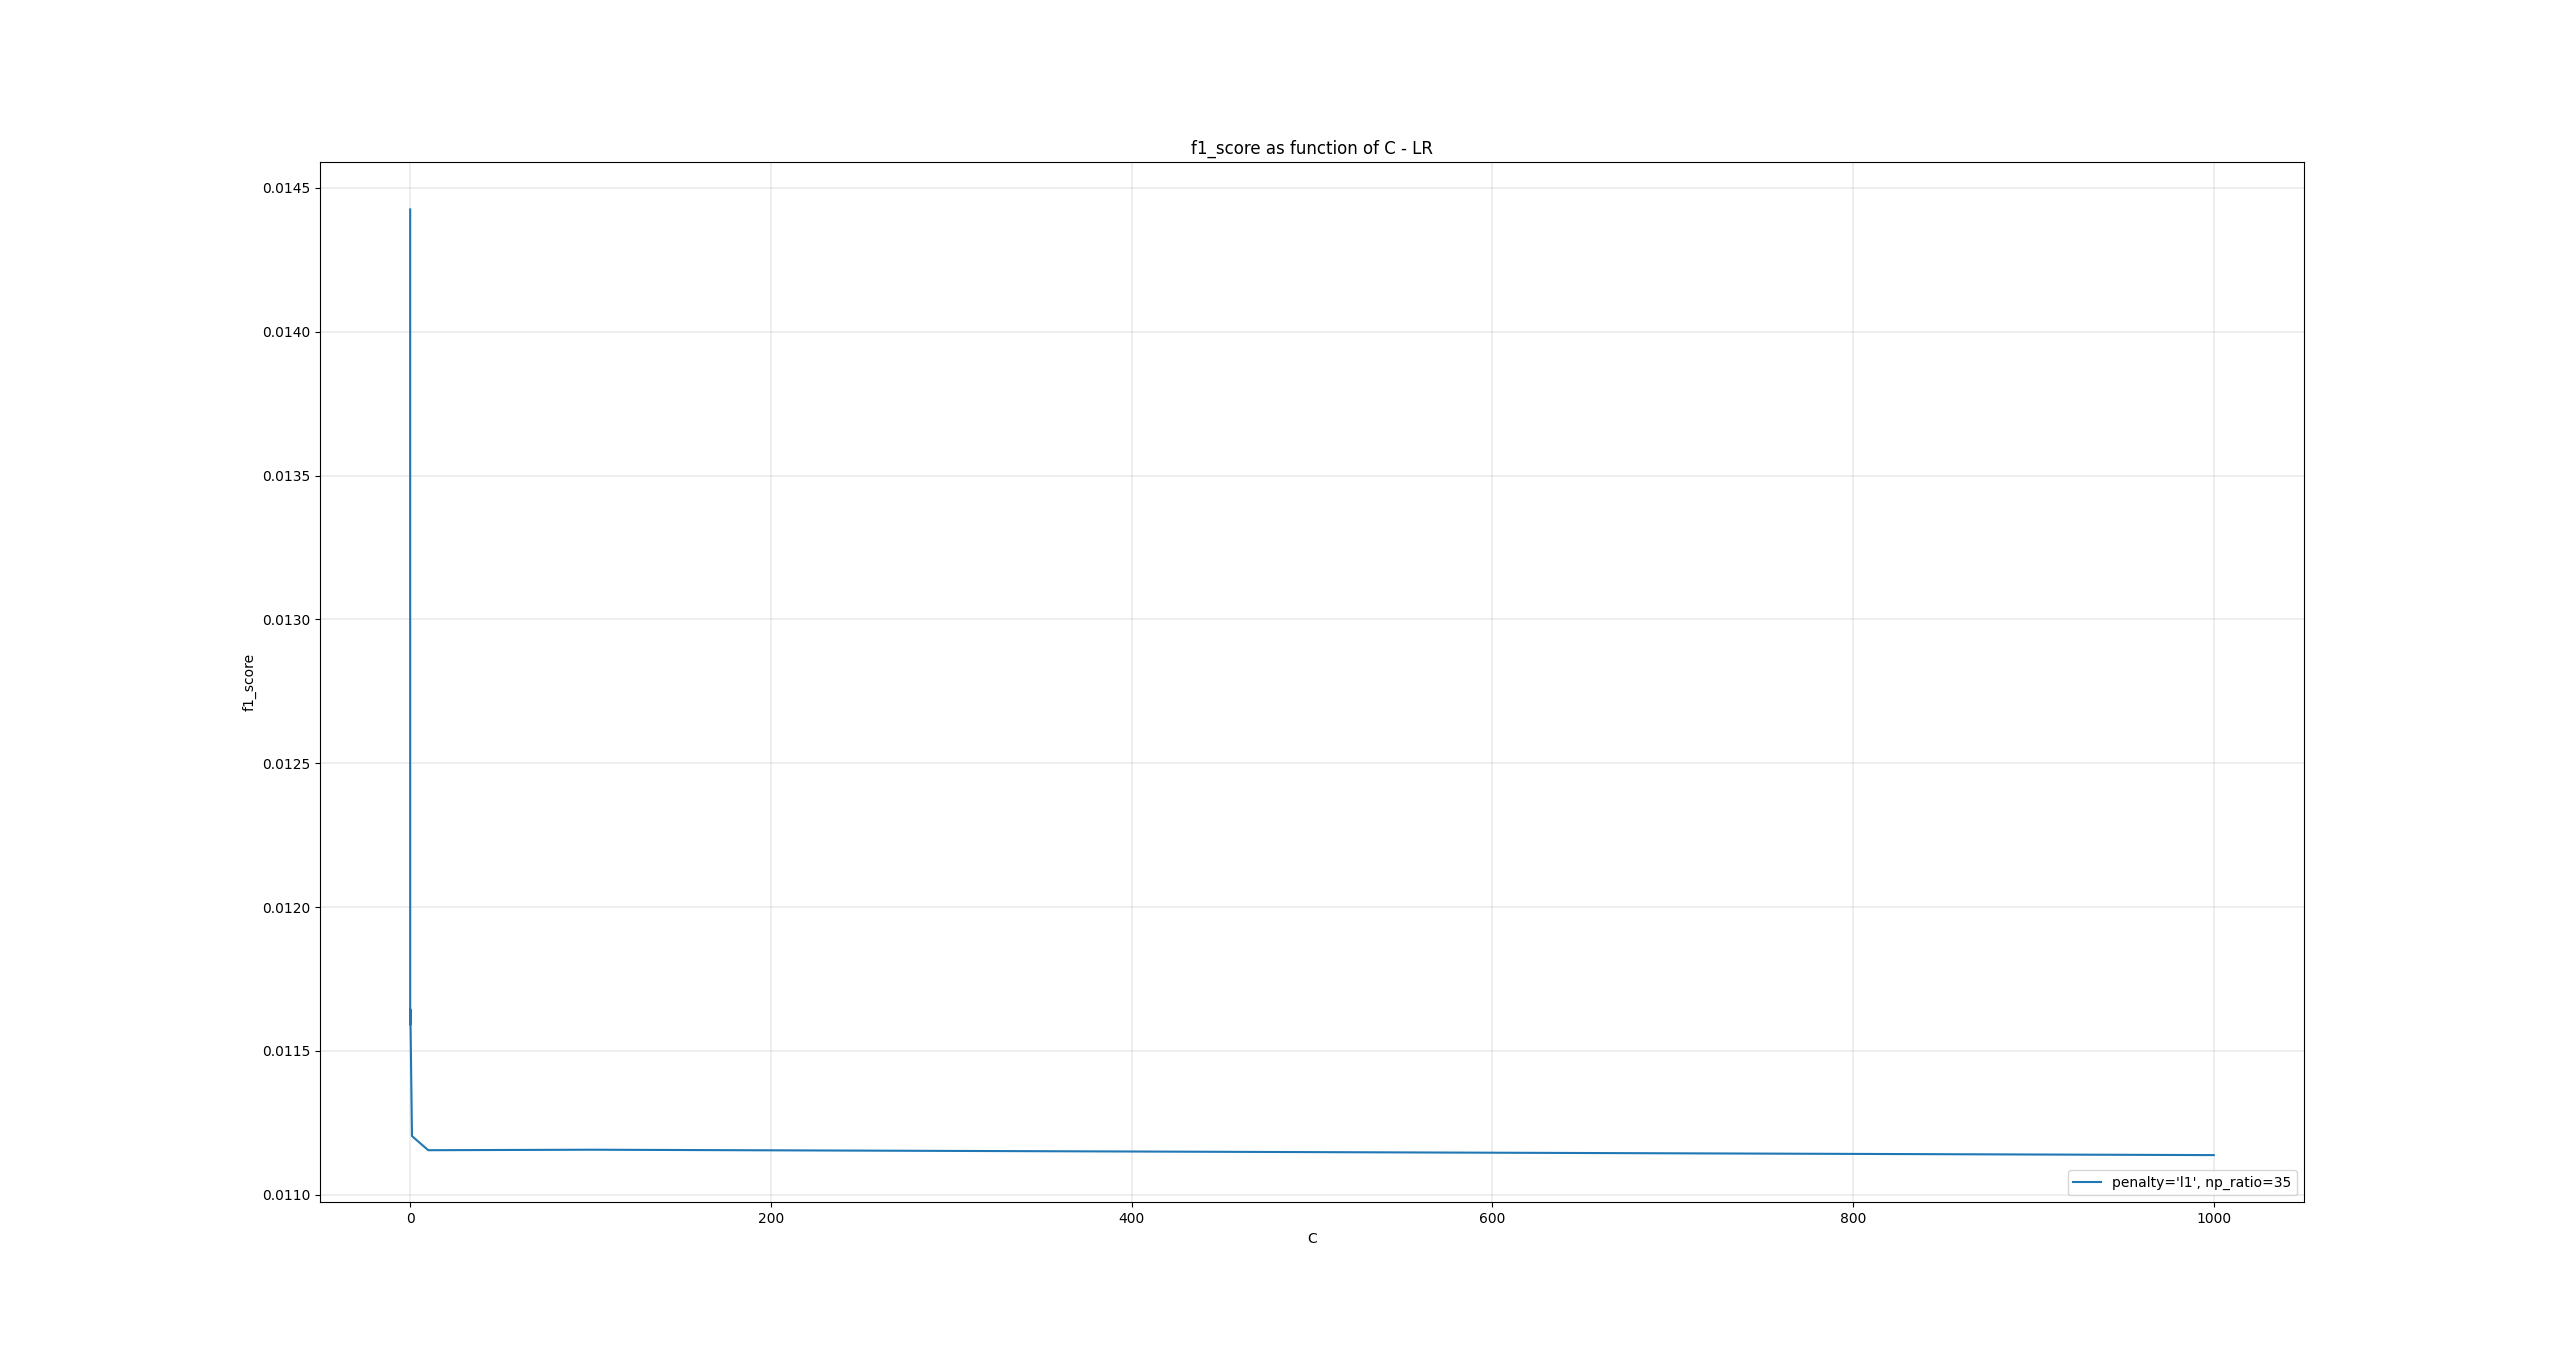 f1_score as function of C - LR
0.0145
0.0140
0.0135
0.0130
0.0125
0.0120
0.0115
0.0110
f1_score
0 200 400 600 800 1000
C
penalty='l1', np_ratio=35